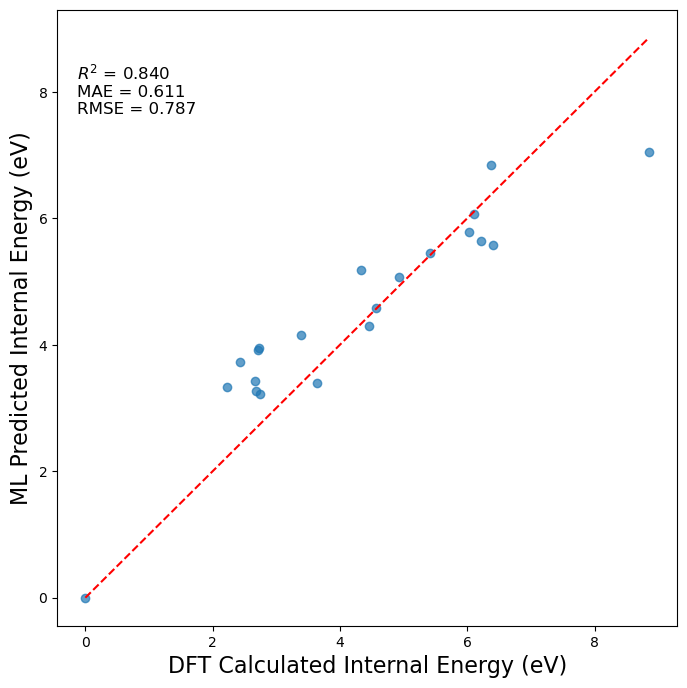 R² = 0.840
MAE = 0.611
RMSE = 0.787
ML Predicted Internal Energy (eV)
8
6
4
2
0
0 2 4 6 8
DFT Calculated Internal Energy (eV)